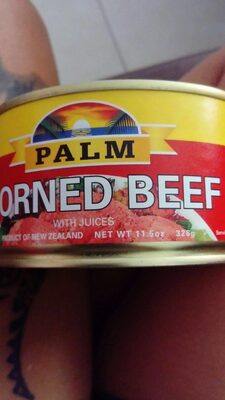 PALM
ORNED BEEF
WITH JUICES
PRODUCT OF NEW ZEALAND NET WT 11.5oz 326g